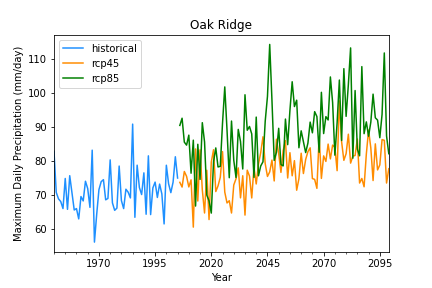 Oak Ridge
historical
rcp45
rcp85
Maximum Daily Precipitation (mm/day)
110
100
90
80
70
60
1970
1995
2020
2045
2070
2095
Year